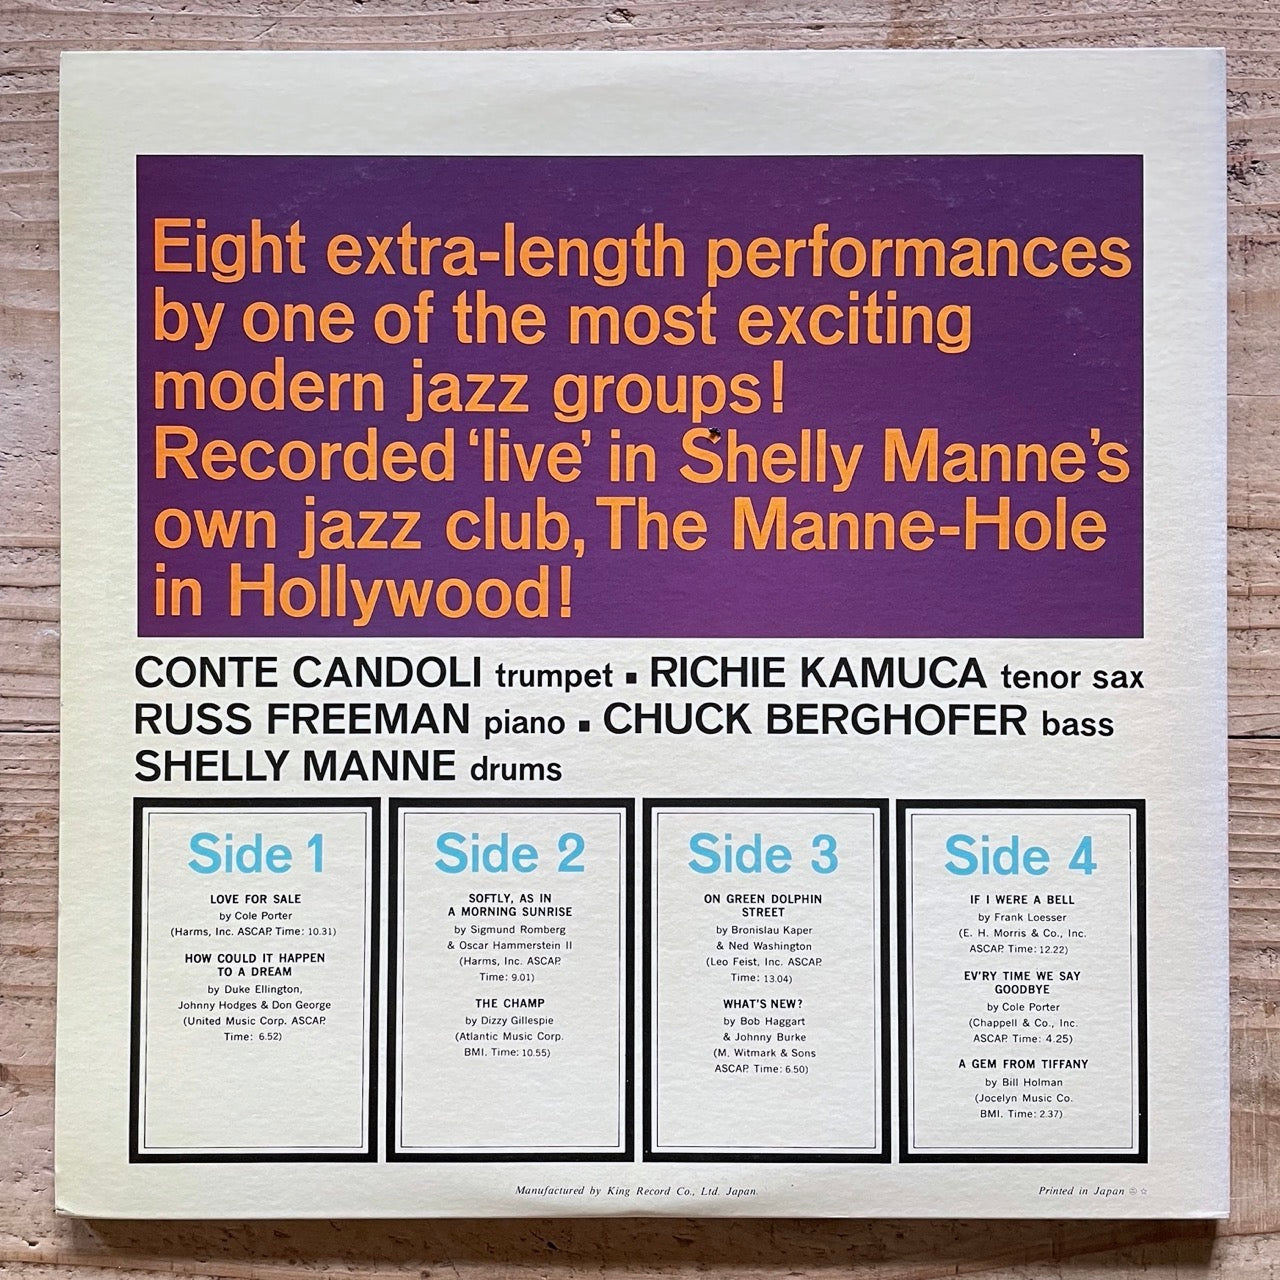 Eight extra-length performances
by one of the most exciting
modern jazz groups!
Recorded ‘live’ in Shelly Manne’s
own jazz club, The Manne-Hole
in Hollywood!
CONTE CANDOLI trumpet ▪ RICHIE KAMUCA tenor sax
RUSS FREEMAN piano ▪ CHUCK BERGHOFER bass
SHELLY MANNE drums
Side 1
LOVE FOR SALE
by Cole Porter
(Harms, Inc. ASCAP. Time: 10.31)
HOW COULD IT HAPPEN
TO A DREAM
by Duke Ellington,
Johnny Hodges & Don George
(United Music Corp. ASCAP.
Time: 6.52)
Side 2
SOFTLY, AS IN
A MORNING SUNRISE
by Sigmund Romberg
& Oscar Hammerstein II
(Harms, Inc. ASCAP.
Time: 9.01)
THE CHAMP
by Dizzy Gillespie
(Atlantic Music Corp.
BMI. Time: 10.55)
Side 3
ON GREEN DOLPHIN
STREET
by Bronislau Kaper
& Ned Washington
(Leo Feist, Inc. ASCAP.
Time: 13.04)
WHAT'S NEW?
by Bob Haggart
& Johnny Burke
(M. Witmark & Sons
ASCAP. Time: 6.50)
Side 4
IF I WERE A BELL
by Frank Loesser
(E. H. Morris & Co., Inc.
ASCAP. Time: 12.22)
EV'RY TIME WE SAY
GOODBYE
by Cole Porter
(Chappell & Co., Inc.
ASCAP. Time: 4.25)
A GEM FROM TIFFANY
by Bill Holman
(Jocelyn Music Co.
BMI. Time: 2.37)
Manufactured by King Record Co., Ltd. Japan.
Printed in Japan